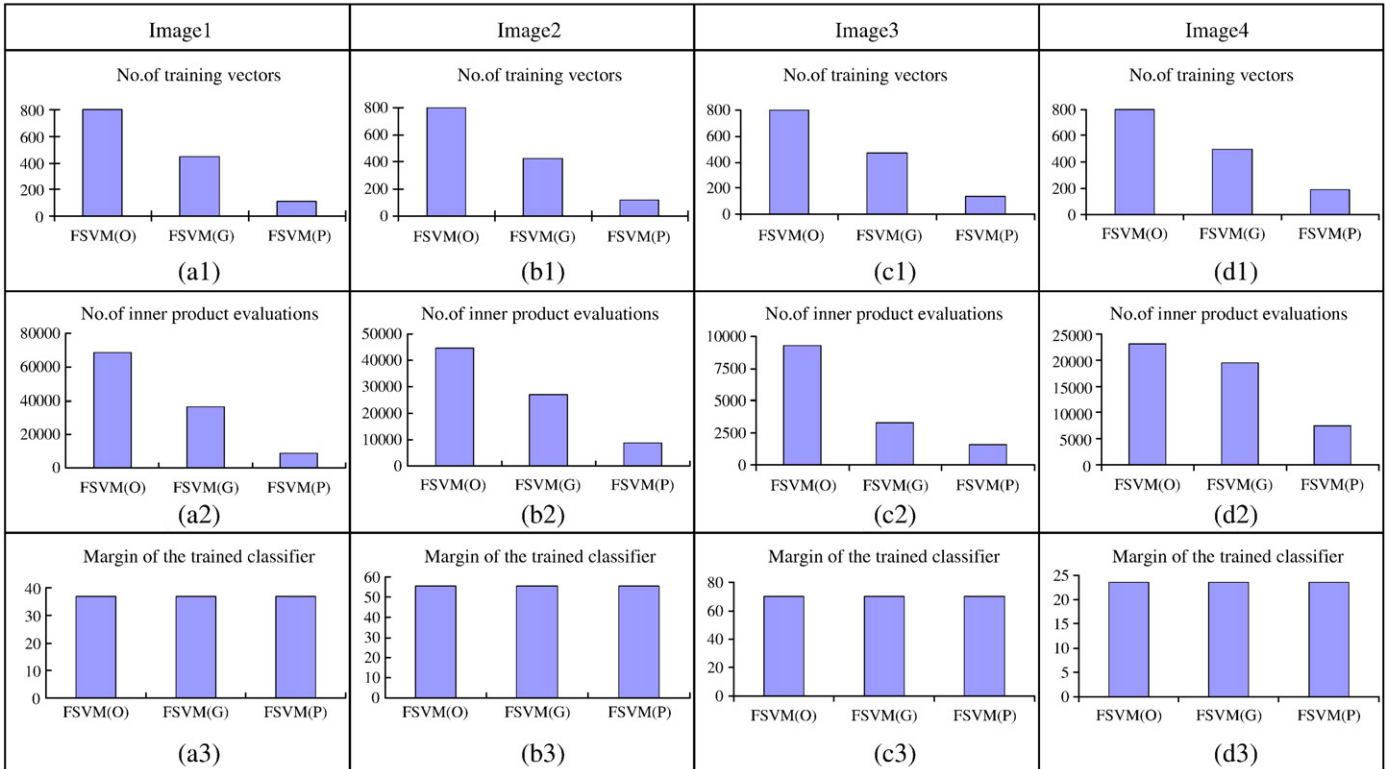 Image1
Image2
Image3
Image4
No.of training vectors
800
600
400
200
0
FSVM(O) FSVM(G) FSVM(P)
(a1)
No.of training vectors
800
600
400
200
0
FSVM(O) FSVM(G) FSVM(P)
(b1)
No.of training vectors
800
600
400
200
0
FSVM(O) FSVM(G) FSVM(P)
(c1)
No.of training vectors
800
600
400
200
0
FSVM(O) FSVM(G) FSVM(P)
(d1)
No.of inner product evaluations
80000
60000
40000
20000
0
FSVM(O) FSVM(G) FSVM(P)
(a2)
No.of inner product evaluations
50000
40000
30000
20000
10000
0
FSVM(O) FSVM(G) FSVM(P)
(b2)
No.of inner product evaluations
10000
7500
5000
2500
0
FSVM(O) FSVM(G) FSVM(P)
(c2)
No.of inner product evaluations
25000
20000
15000
10000
5000
0
FSVM(O) FSVM(G) FSVM(P)
(d2)
Margin of the trained classifier
40
30
20
10
0
FSVM(O) FSVM(G) FSVM(P)
(a3)
Margin of the trained classifier
60
50
40
30
20
10
0
FSVM(O) FSVM(G) FSVM(P)
(b3)
Margin of the trained classifier
80
60
40
20
0
FSVM(O) FSVM(G) FSVM(P)
(c3)
Margin of the trained classifier
25
20
15
10
5
0
FSVM(O) FSVM(G) FSVM(P)
(d3)